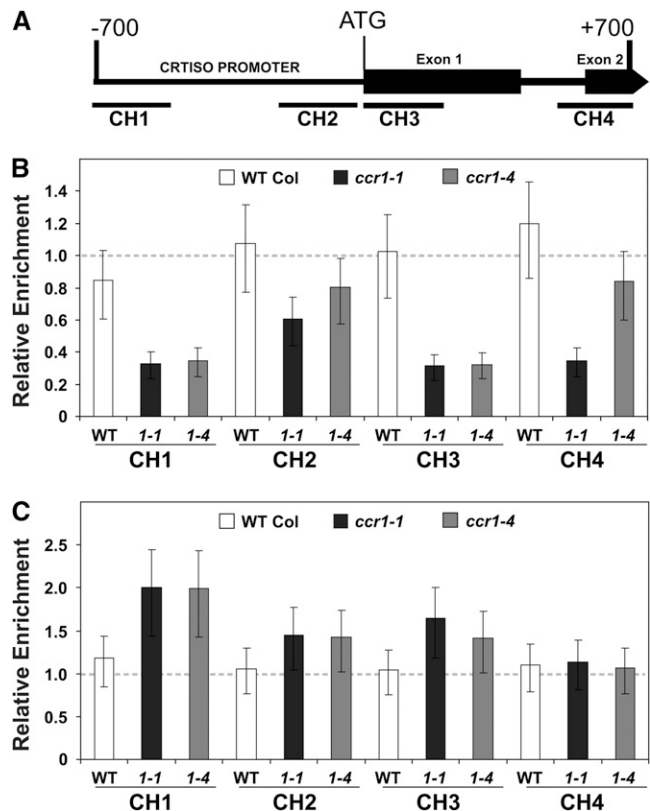 A
-700 ATG +700
CRTISO PROMOTER Exon 1 Exon 2
CH1 CH2 CH3 CH4
B
WT Col ccr1-1 ccr1-4
Relative Enrichment
1.4
1.2
1.0
0.8
0.6
0.4
0.2
0
WT 1-1 1-4 WT 1-1 1-4 WT 1-1 1-4 WT 1-1 1-4
CH1 CH2 CH3 CH4
C
WT Col ccr1-1 ccr1-4
Relative Enrichment
2.5
2.0
1.5
1.0
0.5
0
WT 1-1 1-4 WT 1-1 1-4 WT 1-1 1-4 WT 1-1 1-4
CH1 CH2 CH3 CH4